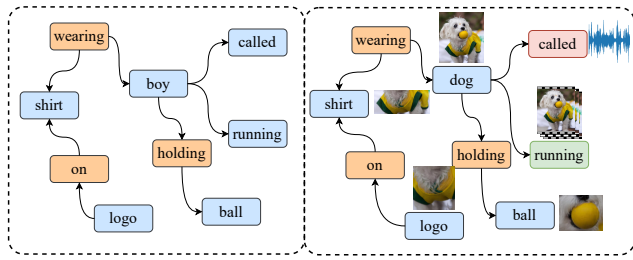 wearing
called
boy
shirt
running
holding
on
ball
logo
wearing
called
dog
shirt
running
holding
on
ball
logo